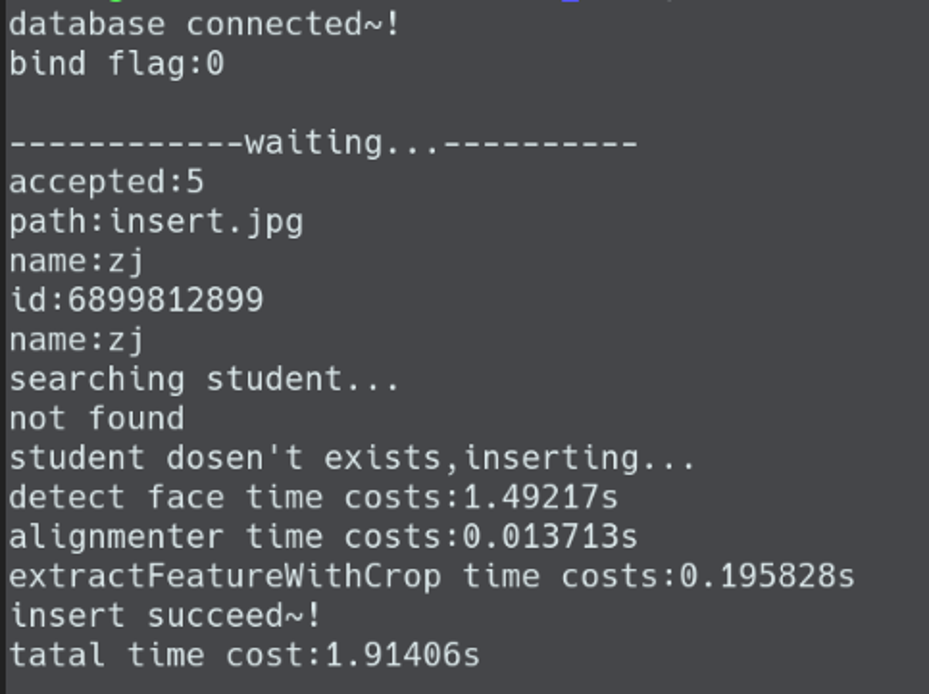 database connected~!
bind flag:0
------------waiting...----------
accepted:5
path:insert.jpg
name:zj
id:6899812899
name:zj
searching student...
not found
student dosen't exists,inserting...
detect face time costs:1.49217s
alignmenter time costs:0.013713s
extractFeatureWithCrop time costs:0.195828s
insert succeed~!
tatal time cost:1.91406s